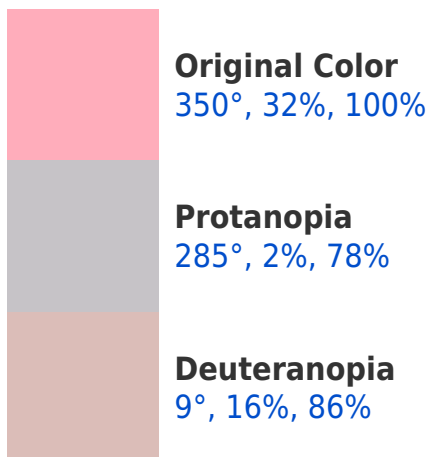 Original Color
350°, 32%, 100%
Protanopia
285°, 2%, 78%
Deuteranopia
9°, 16%, 86%